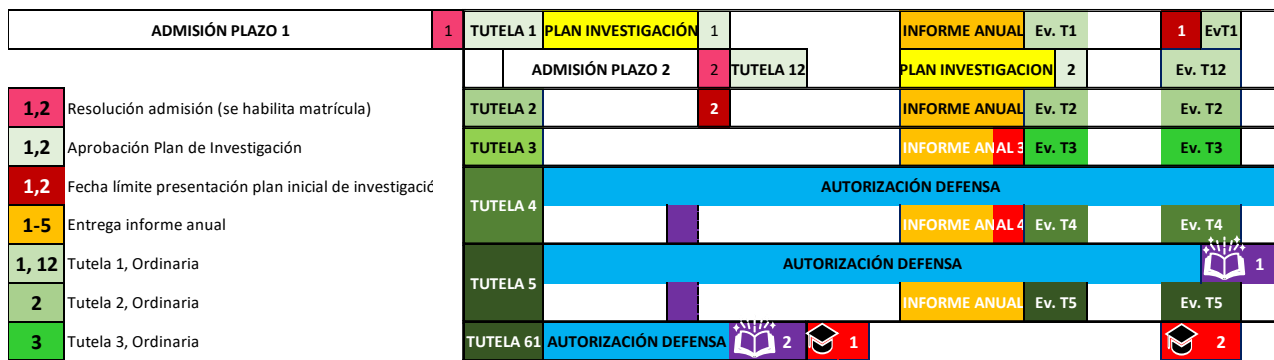 ADMISIÓN PLAZO 1 1 TUTELA 1 PLAN INVESTIGACIÓN 1 INFORME ANUAL Ev. T1 1 EvT1
ADMISIÓN PLAZO 2 2 TUTELA 12 PLAN INVESTIGACION 2 Ev. T12
1,2 Resolución admisión (se habilita matrícula) TUTELA 2 2 INFORME ANUAL Ev. T2 Ev. T2
1,2 Aprobación Plan de Investigación TUTELA 3 INFORME ANAL 3 Ev. T3 Ev. T3
1,2 Fecha límite presentación plan inicial de investigació TUTELA 4 AUTORIZACIÓN DEFENSA
1-5 Entrega informe anual INFORME ANAL 4 Ev. T4 Ev. T4
1, 12 Tutela 1, Ordinaria TUTELA 5 AUTORIZACIÓN DEFENSA 1
2 Tutela 2, Ordinaria INFORME ANUAL Ev. T5 Ev. T5
3 Tutela 3, Ordinaria TUTELA 61 AUTORIZACIÓN DEFENSA 2 1 2